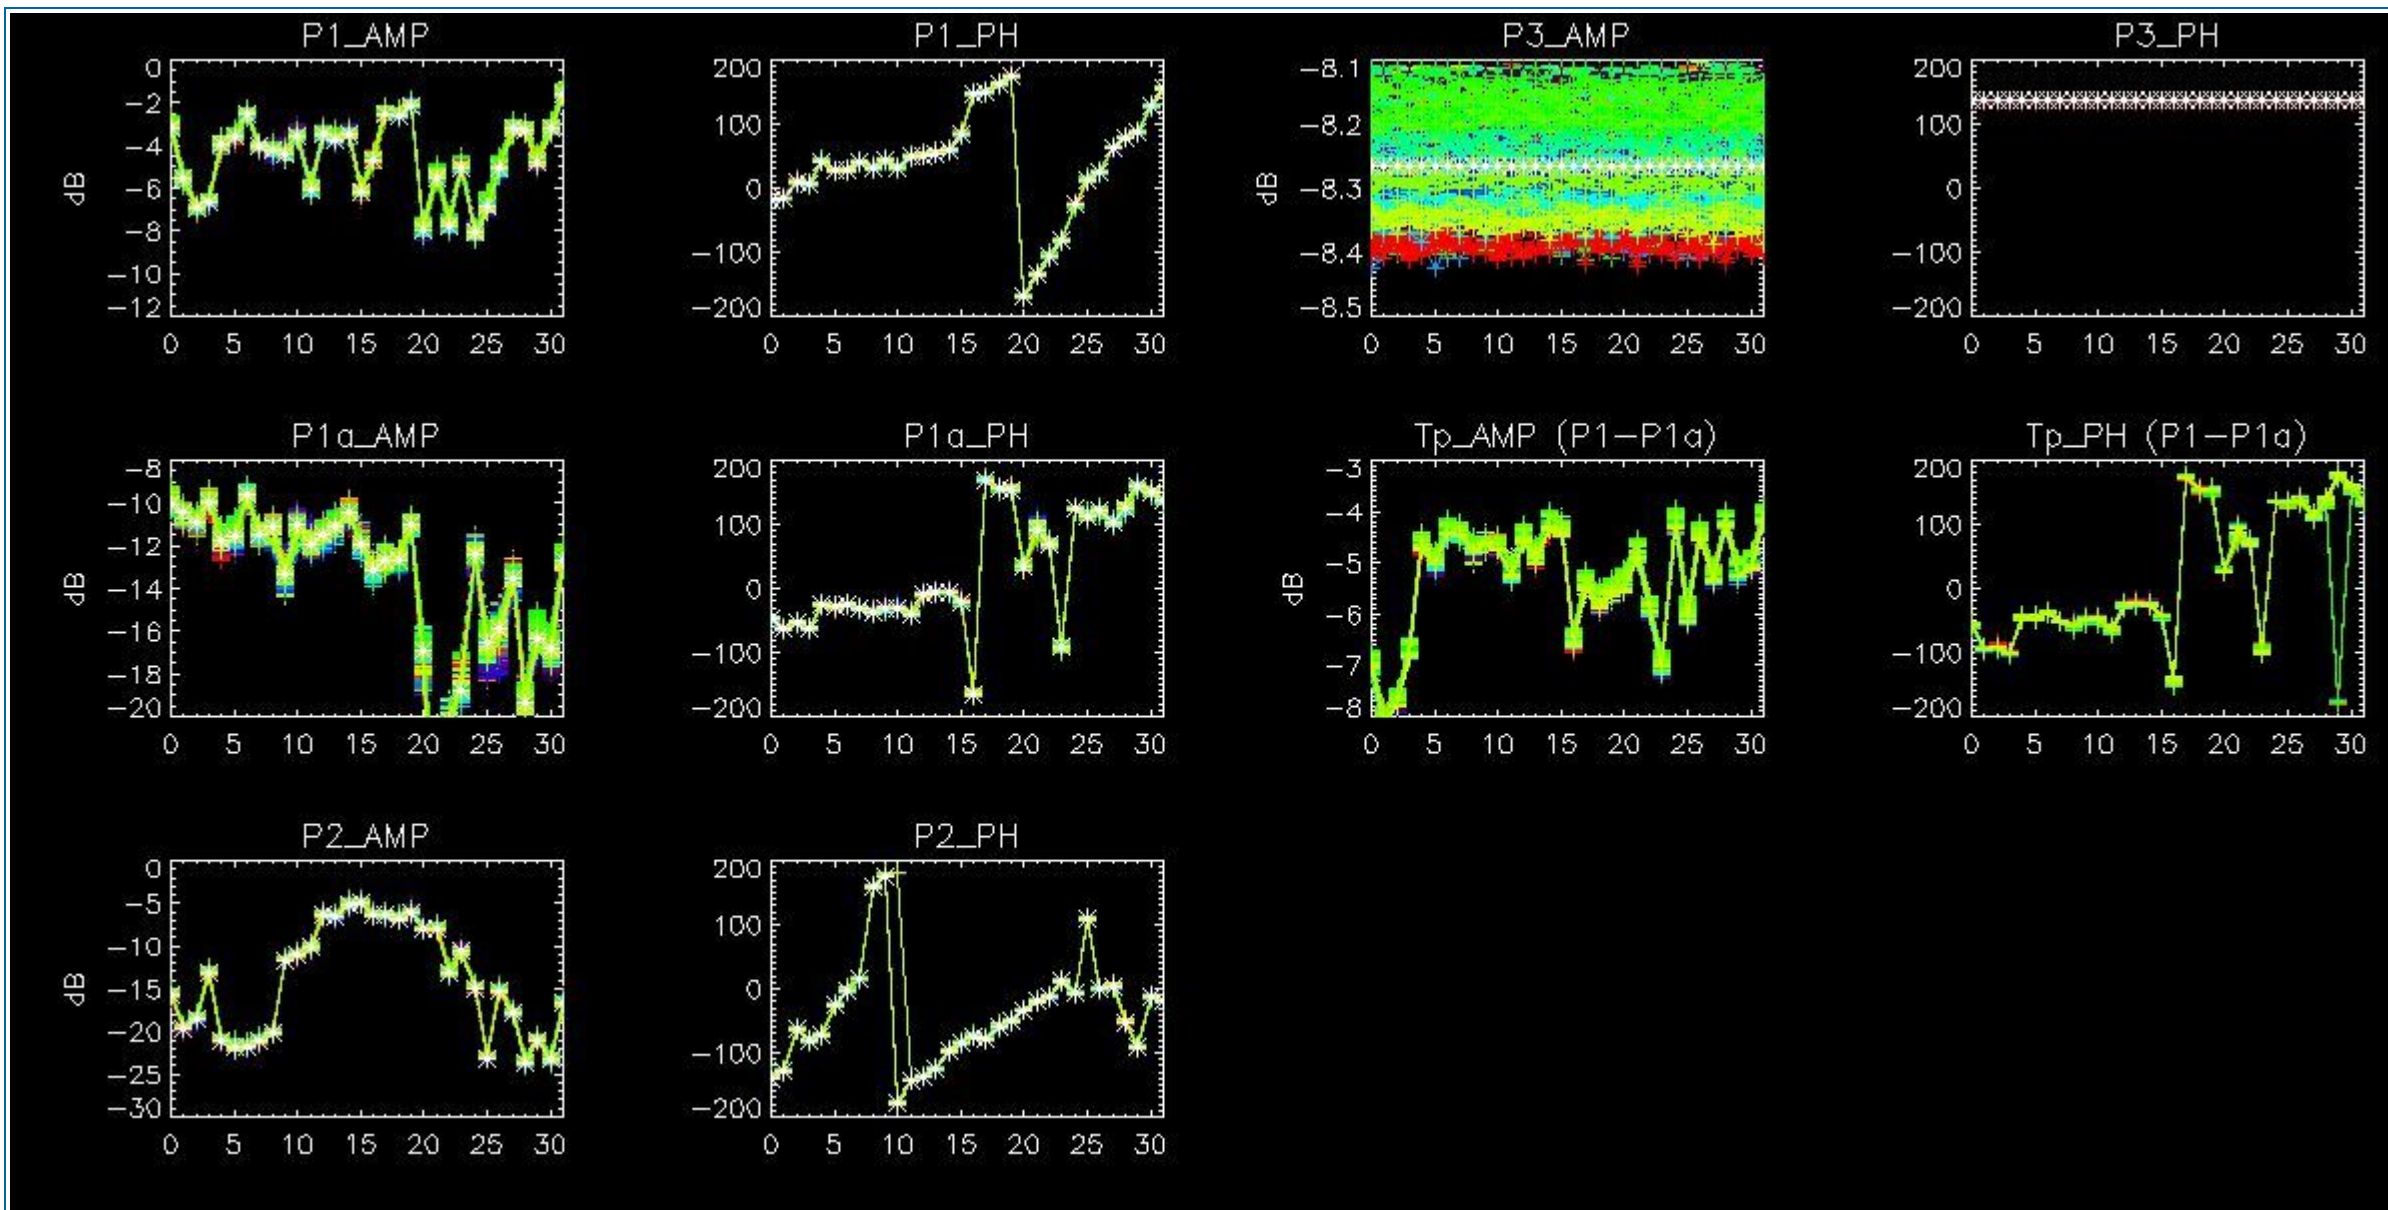 P1_AMP
P1_PH
P3_AMP
P3_PH
0
−2
−4
−6
−8
−10
−12
dB
0 5 10 15 20 25 30
200
100
0
−100
−200
0 5 10 15 20 25 30
−8.1
−8.2
−8.3
−8.4
−8.5
dB
0 5 10 15 20 25 30
200
100
0
−100
−200
0 5 10 15 20 25 30
P1a_AMP
P1a_PH
Tp_AMP (P1−P1a)
Tp_PH (P1−P1a)
−8
−10
−12
−14
−16
−18
−20
dB
0 5 10 15 20 25 30
200
100
0
−100
−200
0 5 10 15 20 25 30
−3
−4
−5
−6
−7
−8
dB
0 5 10 15 20 25 30
200
100
0
−100
−200
0 5 10 15 20 25 30
P2_AMP
P2_PH
0
−5
−10
−15
−20
−25
−30
dB
0 5 10 15 20 25 30
200
100
0
−100
−200
0 5 10 15 20 25 30